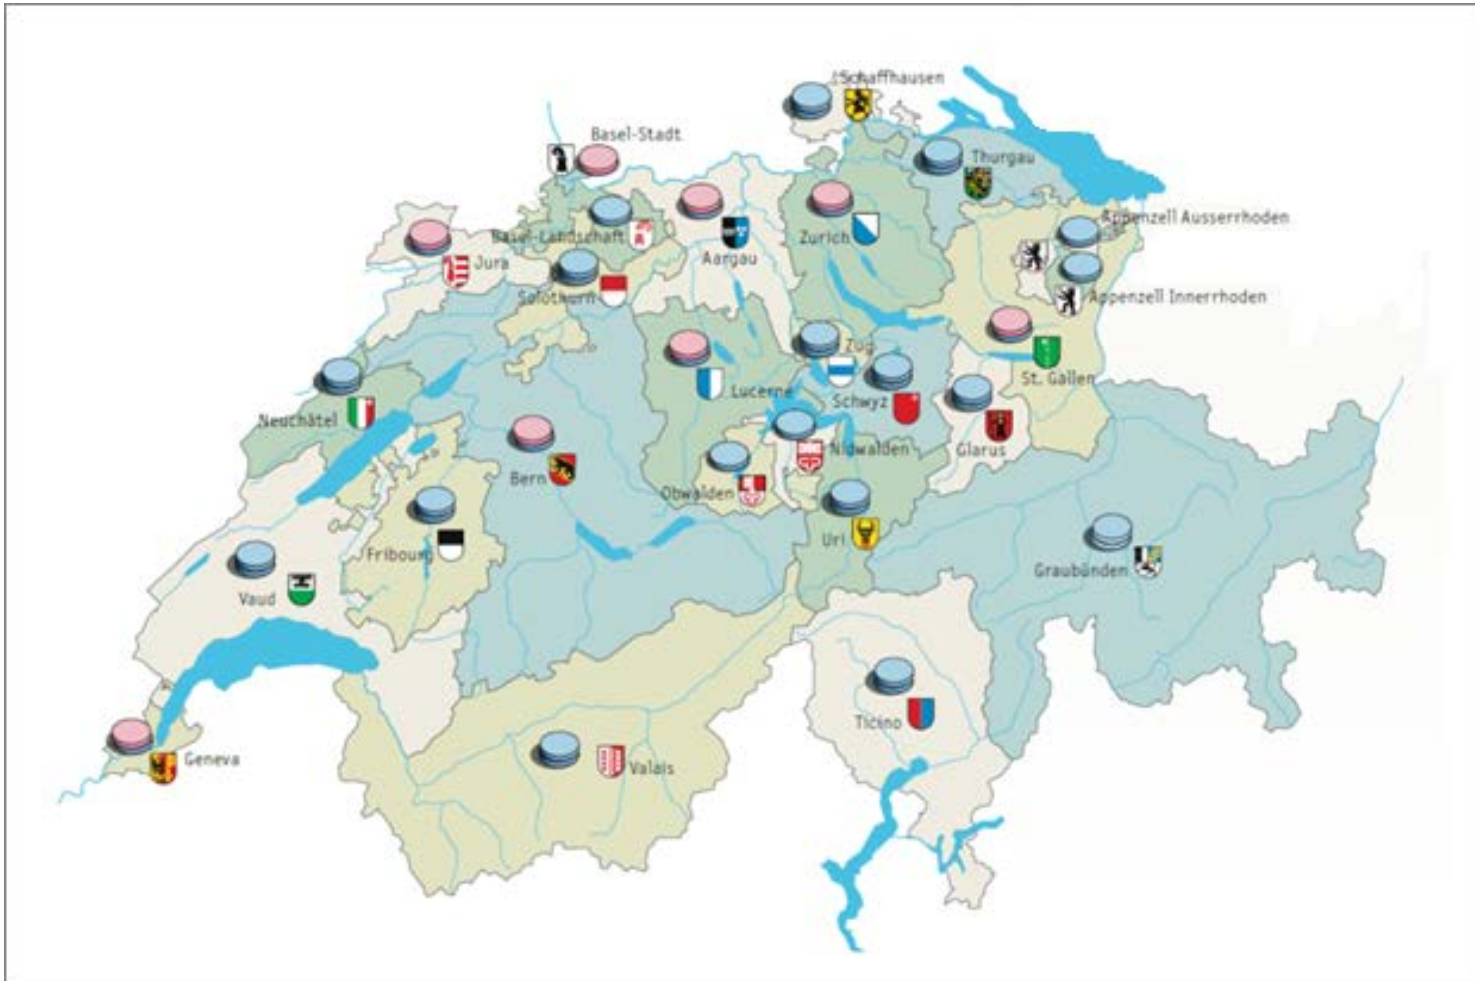 Schaffhausen
Basel-Stadt
Thurgau
Appenzell Ausserrhoden
Basel-Landschaft
Zurich
Aargau
Jura
Solothurn
Appenzell Innerrhoden
Zug
St. Gallen
Lucerne
Schwyz
Neuchâtel
Nidwalden
Glarus
Bern
Obwalden
Uri
Fribourg
Graubünden
Vaud
Ticino
Geneva
Valais